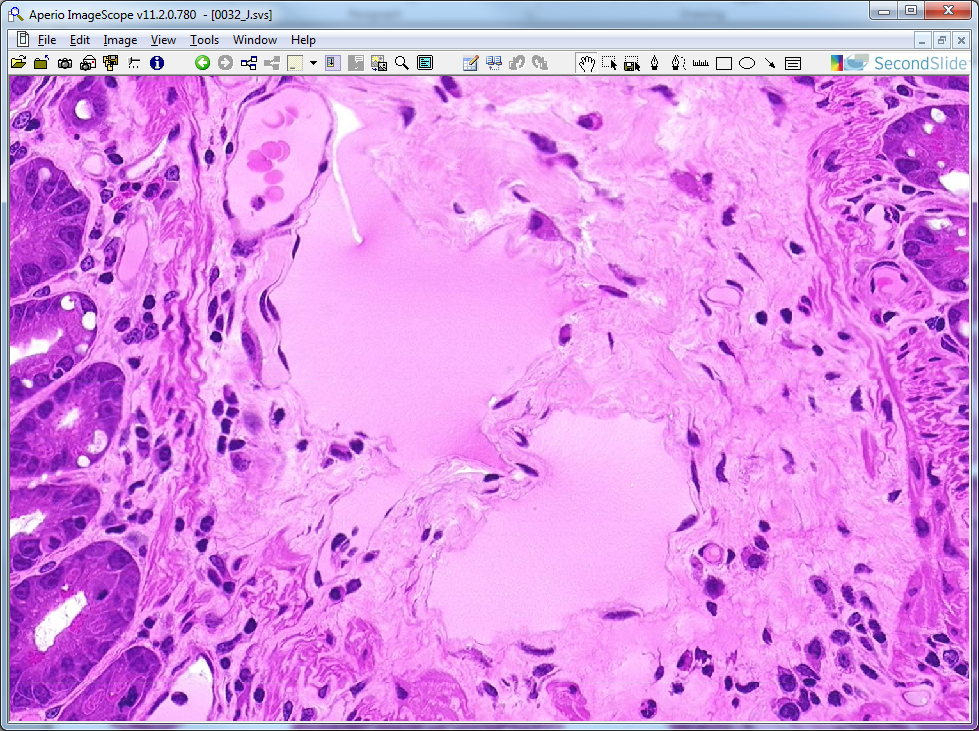 Aperio ImageScope v11.2.0.780 - [0032_J.svs]
File Edit Image View Tools Window Help
SecondSlide